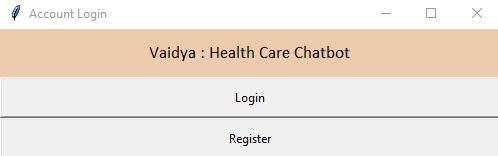 Account Login
Vaidya : Health Care Chatbot
Login
Register